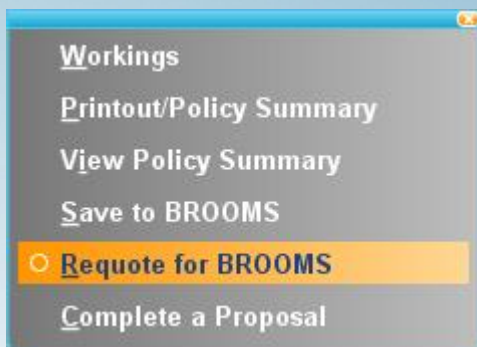 Workings
Printout/Policy Summary
View Policy Summary
Save to BROOMS
Requote for BROOMS
Complete a Proposal